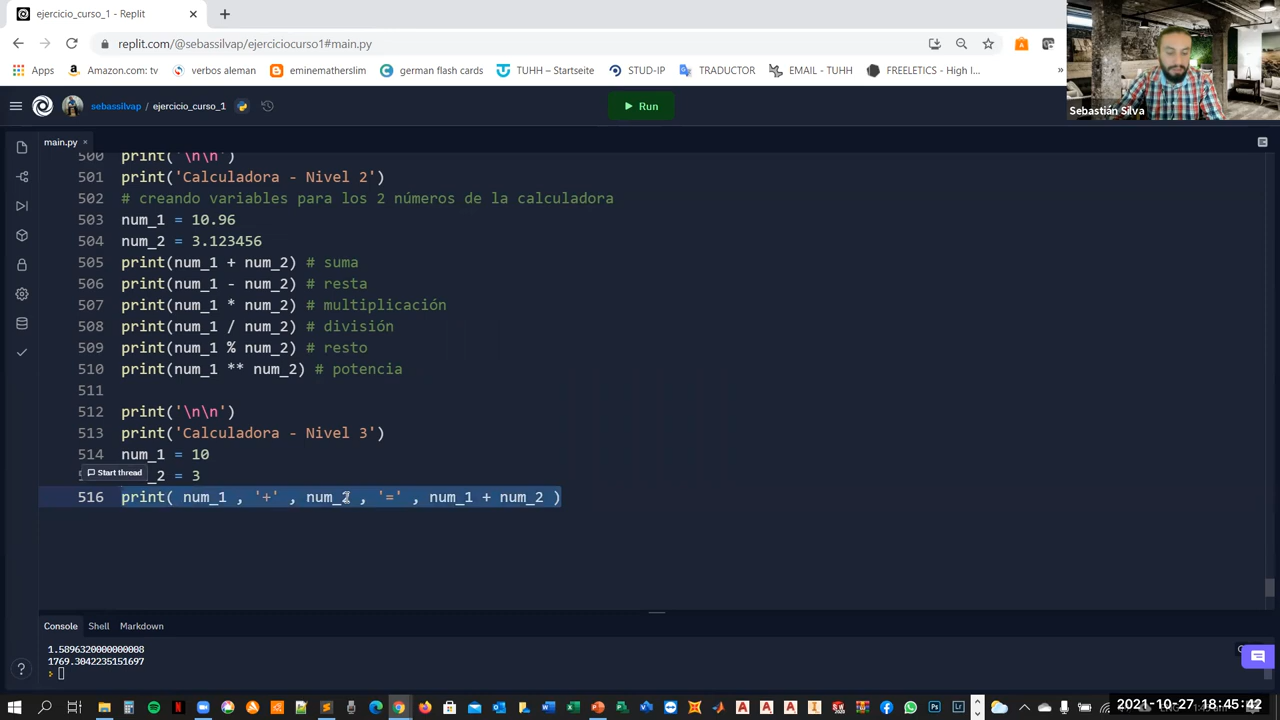 ejercicio_curso_1 - Replit
replit.com/@sebassilvap/ejerciciocurso1#main.py
Apps
Amazon.com: tv
verbos aleman
eminematherslim
german flash card
TUHH – Startseite
STUD-IP
TRADUCTOR
EMAIL - TUHH
FREELETICS - High I...
»
Sebastián Silva
sebassilvap / ejercicio_curso_1
Run
main.py
500 print('\n\n')
501 print('Calculadora - Nivel 2')
502 # creando variables para los 2 números de la calculadora
503 num_1 = 10.96
504 num_2 = 3.123456
505 print(num_1 + num_2) # suma
506 print(num_1 - num_2) # resta
507 print(num_1 * num_2) # multiplicación
508 print(num_1 / num_2) # división
509 print(num_1 % num_2) # resto
510 print(num_1 ** num_2) # potencia
511
512 print('\n\n')
513 print('Calculadora - Nivel 3')
514 num_1 = 10
Start thread
_2 = 3
516 print( num_1 , '+' , num_2 , '=' , num_1 + num_2 )
Console
Shell
Markdown
1.5896320000000008
1769.3042235151697
2021-10-27 18:45:42